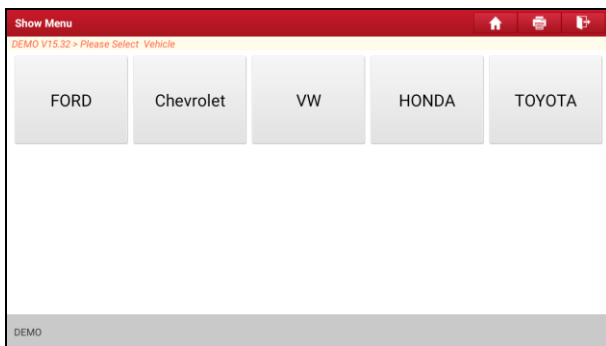 Show Menu
DEMO V15.32 > Please Select Vehicle
FORD Chevrolet VW HONDA TOYOTA
DEMO